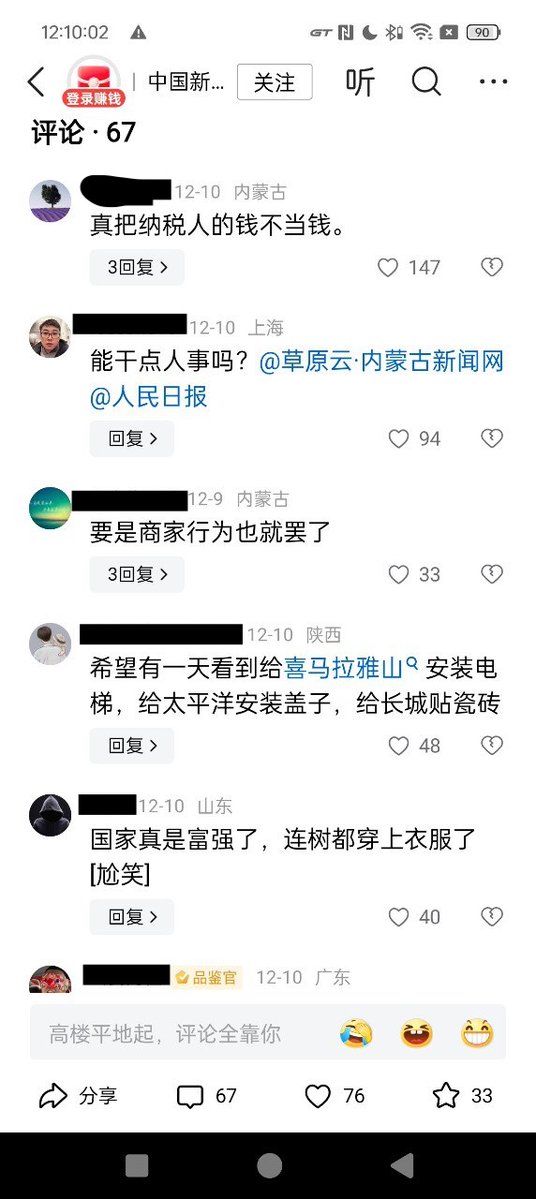 12:10:02
GT
90
登录赚钱
中国新...
关注
听
评论 · 67
12-10 内蒙古
真把纳税人的钱不当钱。
3回复
147
12-10 上海
能干点人事吗？@草原云·内蒙古新闻网
@人民日报
回复
94
12-9 内蒙古
要是商家行为也就罢了
3回复
33
12-10 陕西
希望有一天看到给喜马拉雅山 安装电
梯，给太平洋安装盖子，给长城贴瓷砖
回复
48
12-10 山东
国家真是富强了，连树都穿上衣服了
[尬笑]
回复
40
品鉴官 12-10 广东
高楼平地起，评论全靠你
分享
67
76
33